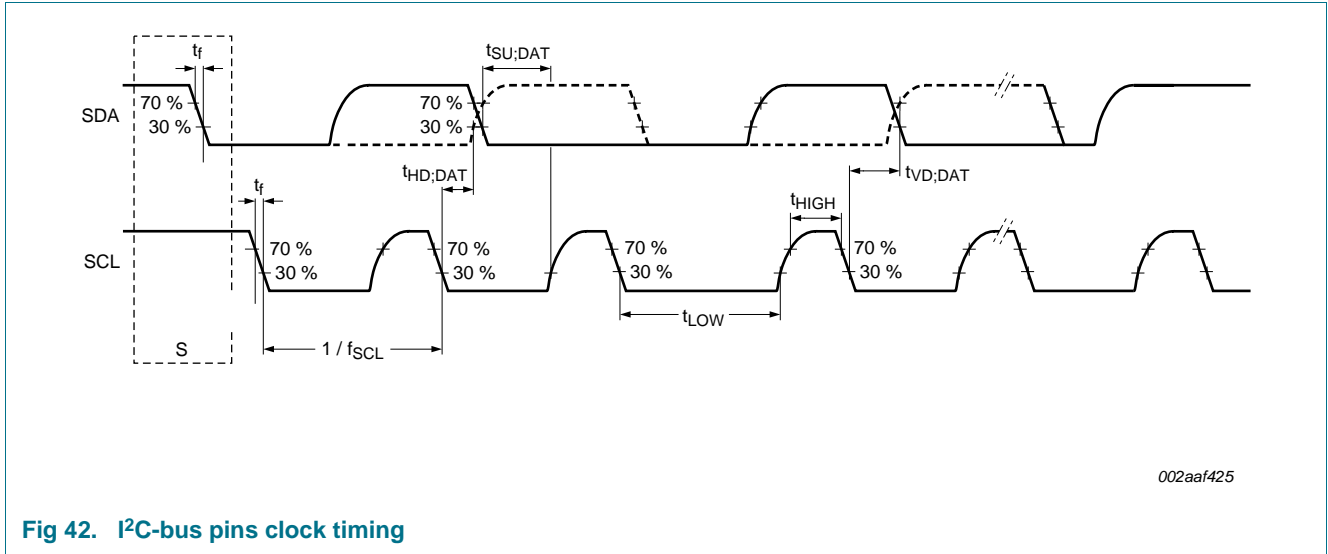 tf
tSU;DAT
SDA
70 %
30 %
70 %
30 %
tHD;DAT
tVD;DAT
tf
tHIGH
SCL
70 %
30 %
70 %
30 %
70 %
30 %
70 %
30 %
tLOW
S
1 / fSCL
002aaf425
Fig 42. I²C-bus pins clock timing